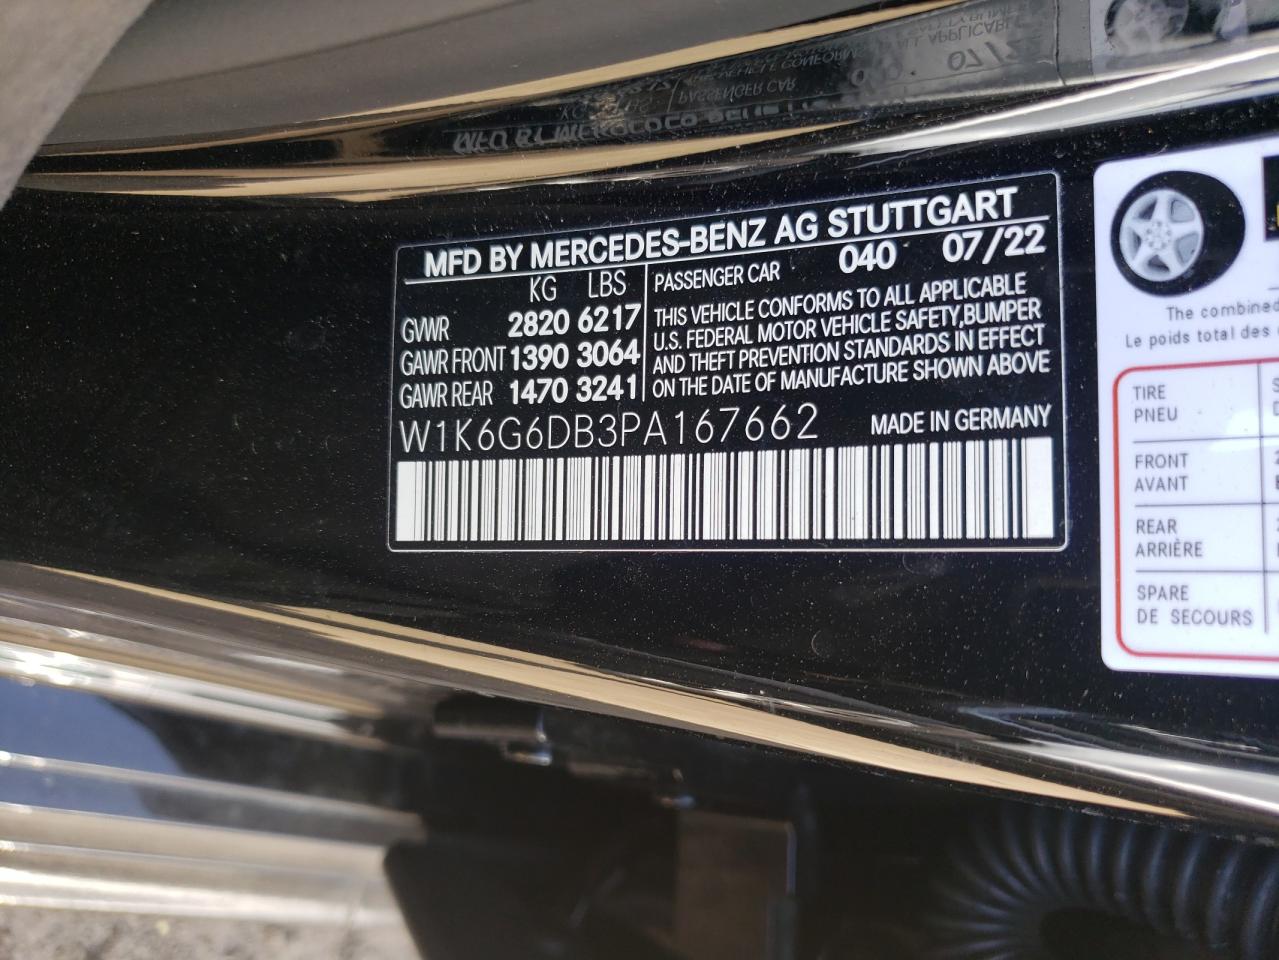 MFD BY MERCEDES-BENZ AG STUTTGART
KG LBS
GVWR 2820 6217
GAWR FRONT 1390 3064
GAWR REAR 1470 3241
PASSENGER CAR 040 07/22
THIS VEHICLE CONFORMS TO ALL APPLICABLE
U.S. FEDERAL MOTOR VEHICLE SAFETY,BUMPER
AND THEFT PREVENTION STANDARDS IN EFFECT
ON THE DATE OF MANUFACTURE SHOWN ABOVE
W1K6G6DB3PA167662 MADE IN GERMANY
The combined
Le poids total des
TIRE
PNEU
FRONT
AVANT
REAR
ARRIÈRE
SPARE
DE SECOURS